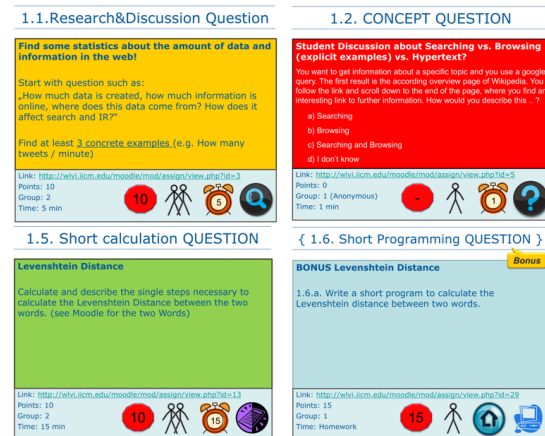 1.1.Research&Discussion Question
Find some statistics about the amount of data and
information in the web!
Start with question such as:
„How much data is created, how much information is
online, where does this data come from? How does it
affect search and IR?“
Find at least 3 concrete examples (e.g. How many
tweets / minute)
Link: http://wlvi.iicm.edu/moodle/mod/assign/view.php?id=3
Points: 10
Group: 2
Time: 5 min
10
5
1.2. CONCEPT QUESTION
Student Discussion about Searching vs. Browsing
(explicit examples) vs. Hypertext?
You want to get information about a specific topic and you use a google
query. The first result is the according overview page of Wikipedia. You
follow the link and scroll down to the end of the page, where you find an
interesting link to further information. How would you describe this .. ?
a) Searching
b) Browsing
c) Searching and Browsing
d) I don't know
Link: http://wlvi.iicm.edu/moodle/mod/assign/view.php?id=5
Points: 0
Group: 1 (Anonymous)
Time: 1 min
-
1
?
1.5. Short calculation QUESTION
Levenshtein Distance
Calculate and describe the single steps necessary to
calculate the Levenshtein Distance between the two
words. (see Moodle for the two Words)
Link: http://wlvi.iicm.edu/moodle/mod/assign/view.php?id=13
Points: 10
Group: 2
Time: 15 min
10
15
{ 1.6. Short Programming QUESTION }
Bonus
BONUS Levenshtein Distance
1.6.a. Write a short program to calculate the
Levenshtein distance between two words.
Link: http://wlvi.iicm.edu/moodle/mod/assign/view.php?id=29
Points: 15
Group: 1
Time: Homework
15